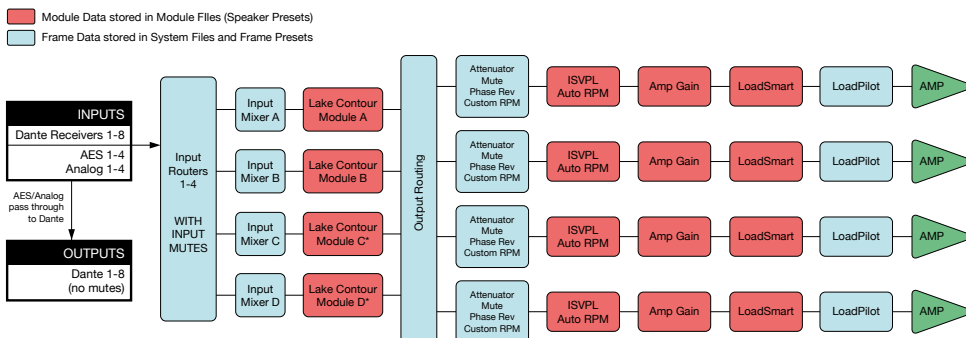 Module Data stored in Module FIles (Speaker Presets)
Frame Data stored in System Files and Frame Presets
INPUTS
Dante Receivers 1-8
AES 1-4
Analog 1-4
AES/Analog
pass through
to Dante
OUTPUTS
Dante 1-8
(no mutes)
Input
Routers
1-4
WITH
INPUT
MUTES
Input
Mixer A
Lake Contour
Module A
Input
Mixer B
Lake Contour
Module B
Input
Mixer C
Lake Contour
Module C*
Input
Mixer D
Lake Contour
Module D*
Output Routing
Attenuator
Mute
Phase Rev
Custom RPM
ISVPL
Auto RPM
Amp Gain
LoadSmart
LoadPilot
AMP
Attenuator
Mute
Phase Rev
Custom RPM
ISVPL
Auto RPM
Amp Gain
LoadSmart
LoadPilot
AMP
Attenuator
Mute
Phase Rev
Custom RPM
ISVPL
Auto RPM
Amp Gain
LoadSmart
LoadPilot
AMP
Attenuator
Mute
Phase Rev
Custom RPM
ISVPL
Auto RPM
Amp Gain
LoadSmart
LoadPilot
AMP